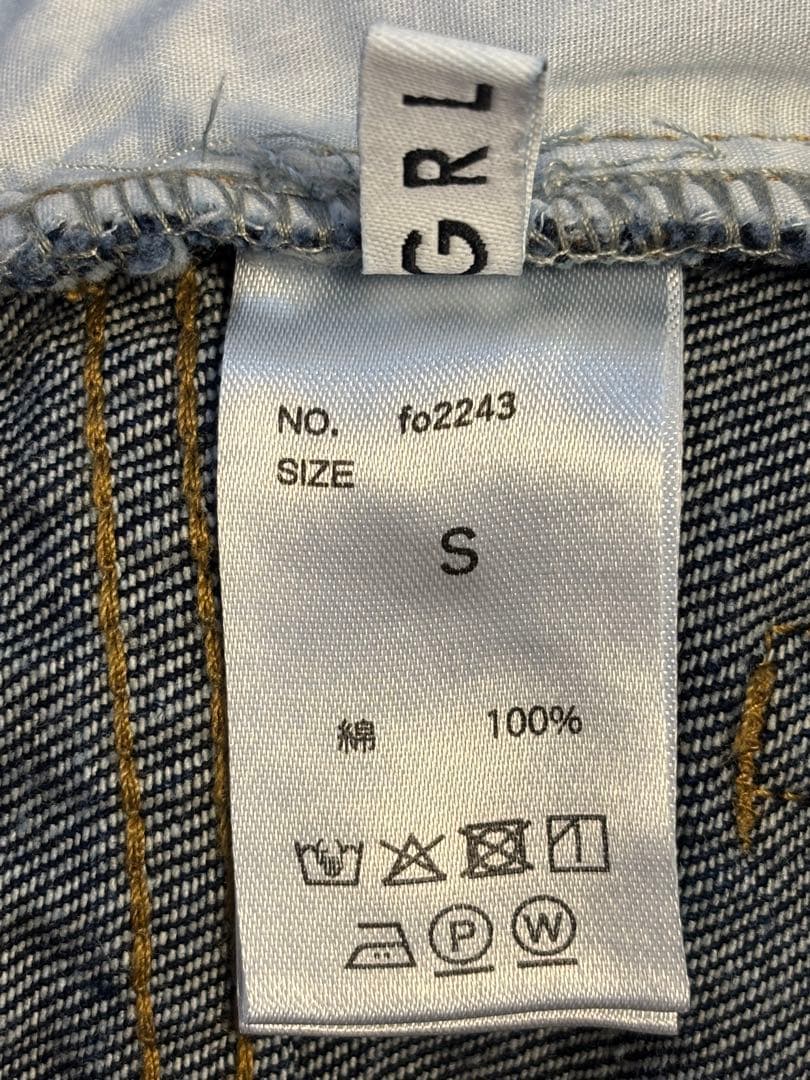 GRL
NO. fo2243
SIZE
S
綿 100%
P W